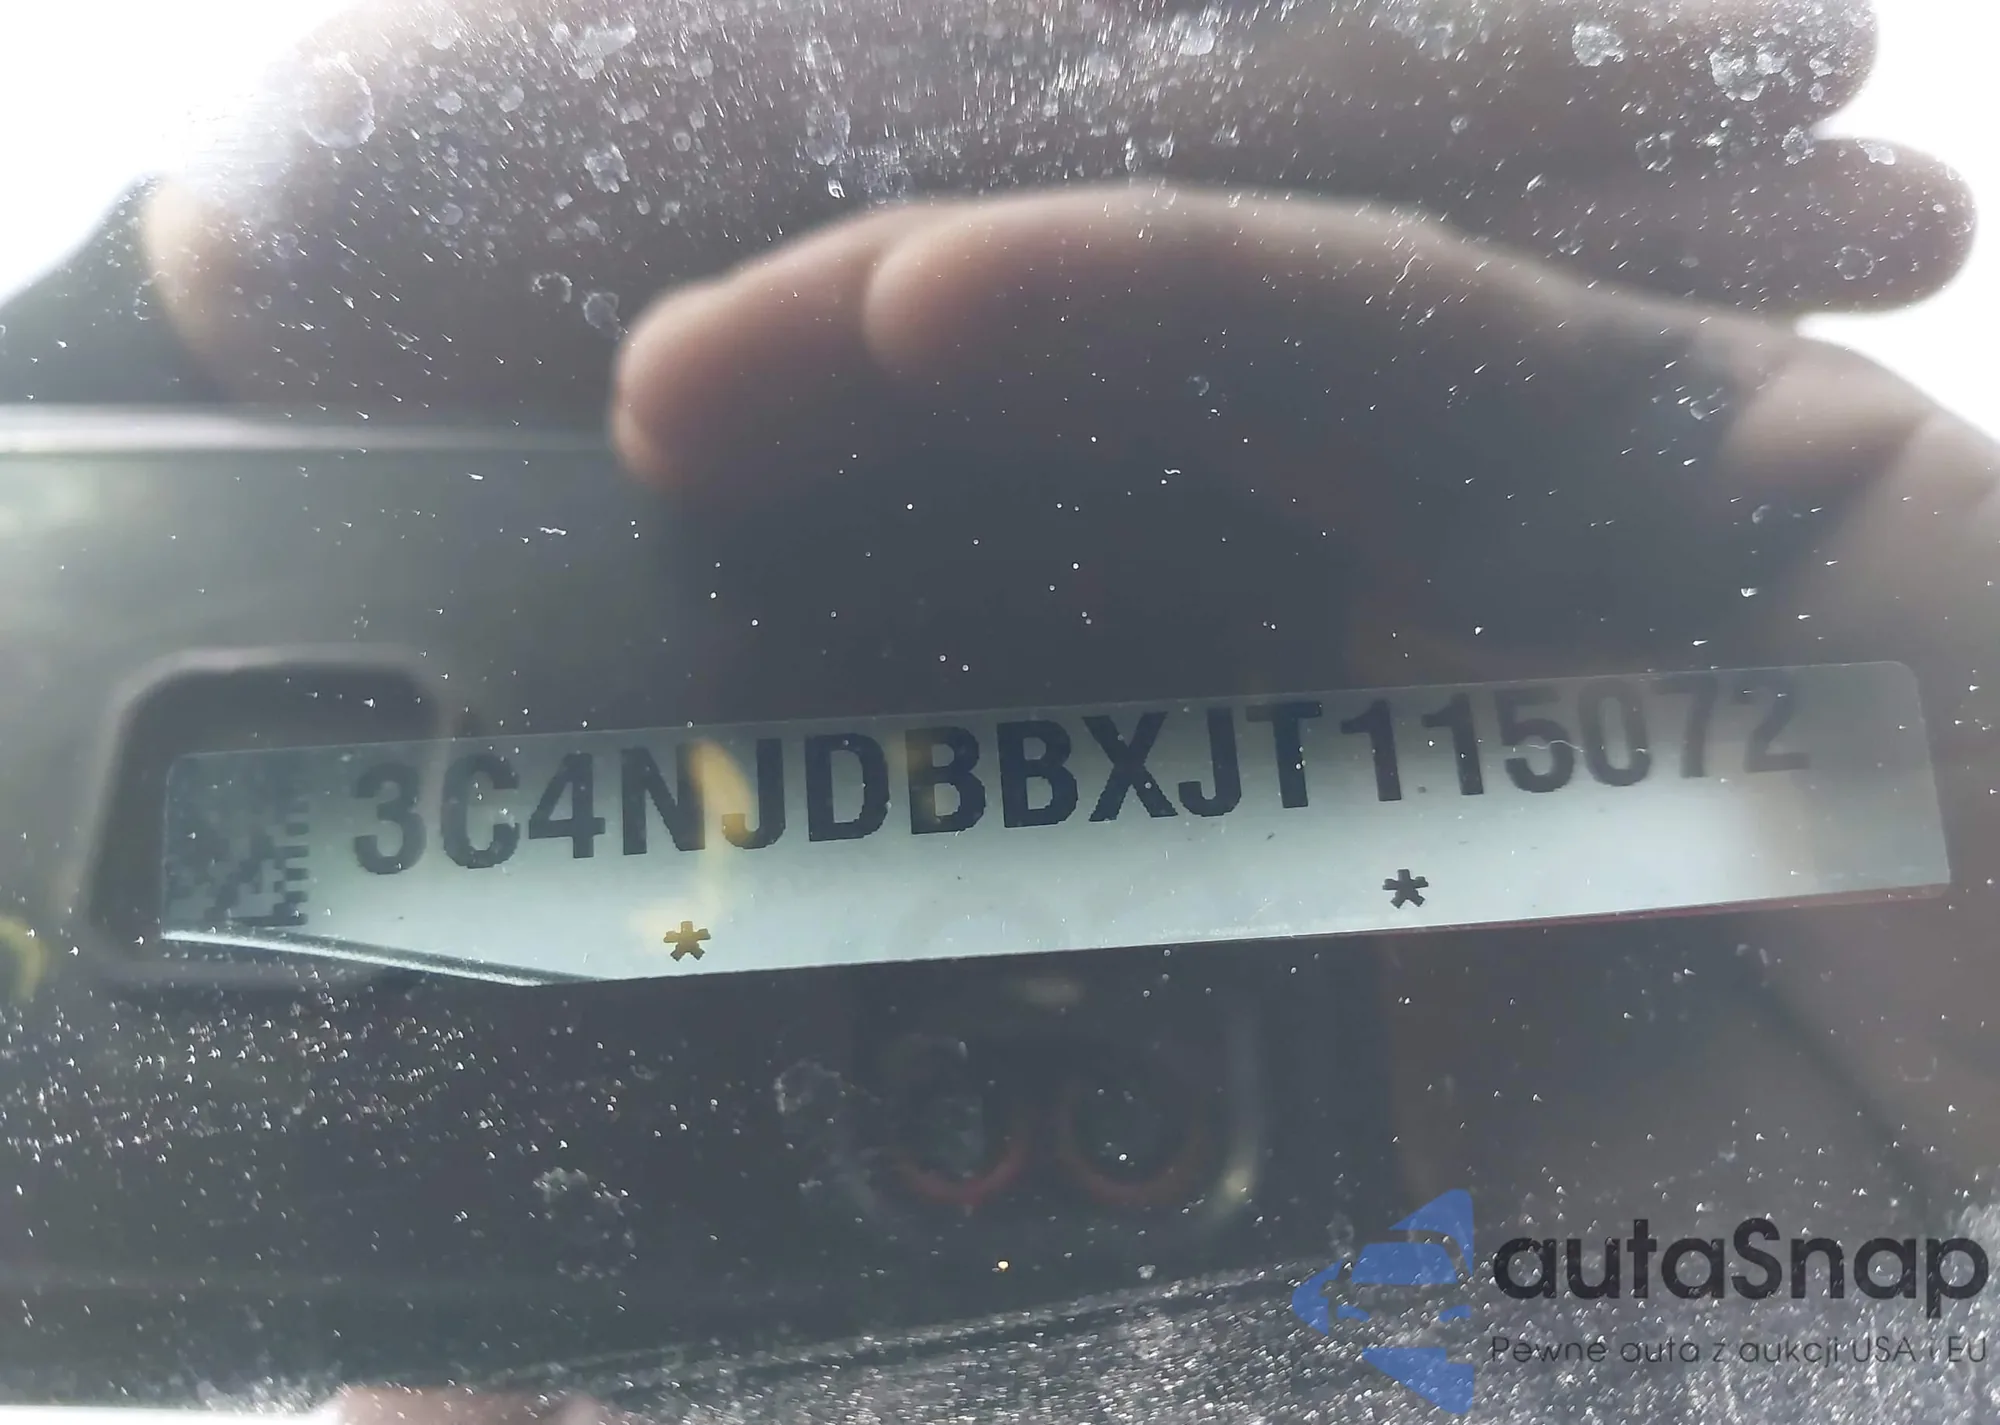 3C4NJDBBXJT115072
* *
autaSnap
Pewne auta z aukcji USA i EU